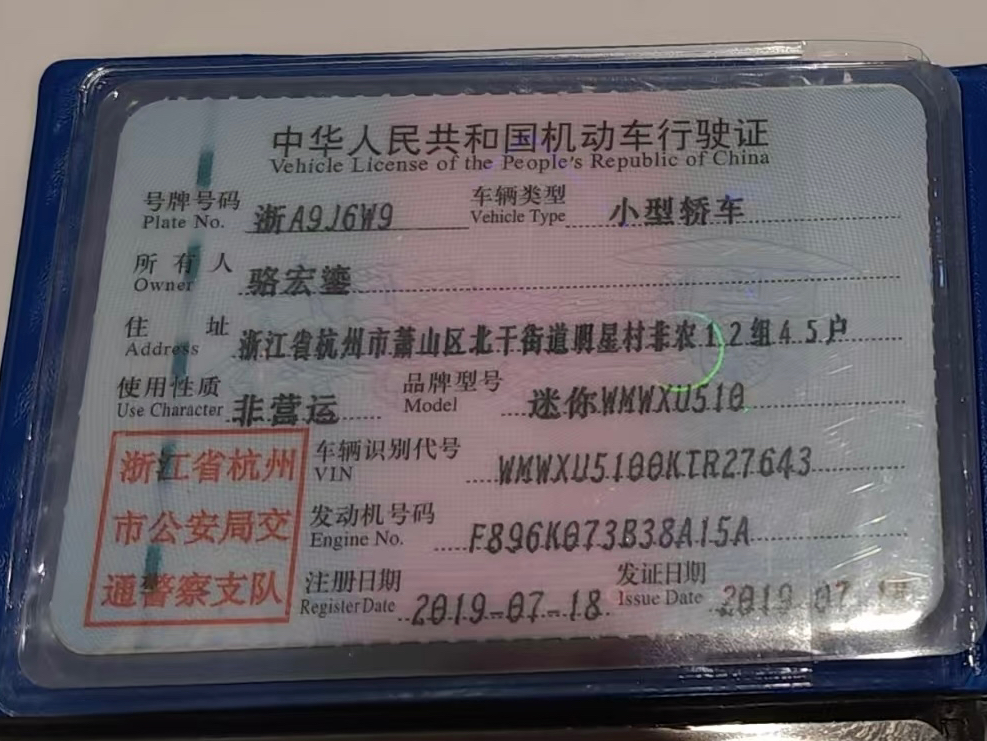 中华人民共和国机动车行驶证
Vehicle License of the People's Republic of China
号牌号码 浙A9J6W9 车辆类型 小型轿车
Plate No. Vehicle Type
所有人 骆宏鎏
Owner
住址 浙江省杭州市萧山区北干街道明星村非农12组45户
Address
使用性质 非营运 品牌型号 迷你WMWXU510
Use Character Model
浙江省杭州
市公安局交
通警察支队
车辆识别代号 WMWXU5100KTR27643
VIN
发动机号码 F896K073B38A15A
Engine No.
注册日期 2019-07-18 发证日期 2019 07
Register Date Issue Date